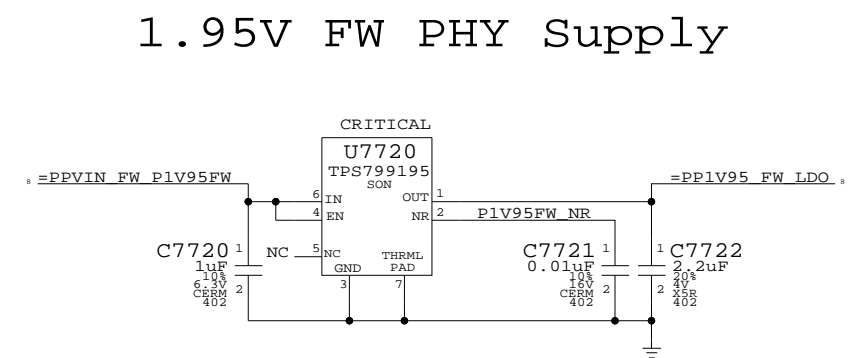 1.95V FW PHY Supply
CRITICAL
U7720
TPS799195
SON
8 =PPVIN_FW_P1V95FW
=PP1V95_FW_LDO 8
6 IN
OUT 1
4 EN
NR 2
P1V95FW_NR
NC 5 NC
THRML PAD
GND
3
7
C7720 1
1uF
10%
6.3V
CERM
402
2
C7721 1
0.01uF
10%
16V
CERM
402
2
1 C7722
2.2uF
20%
4V
X5R
402
2